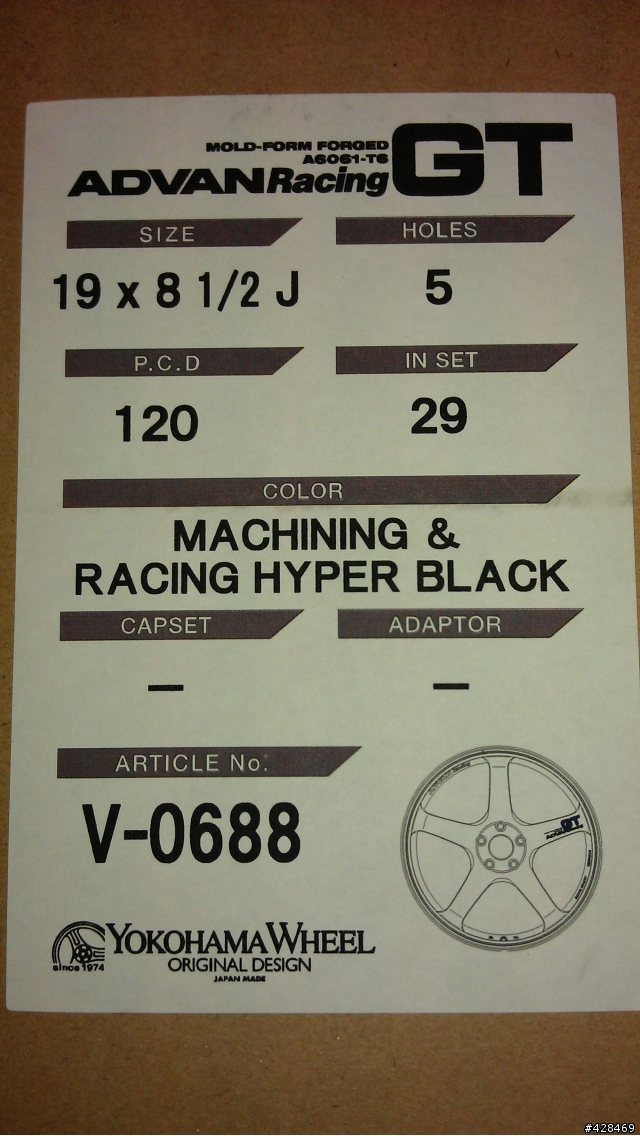 MOLD-FORM FORGED
A6061-T6
ADVAN Racing GT
SIZE HOLES
19 x 8 1/2 J 5
P.C.D IN SET
120 29
COLOR
MACHINING &
RACING HYPER BLACK
CAPSET ADAPTOR
– –
ARTICLE No.
V-0688
GT
YOKOHAMA WHEEL
since 1974
ORIGINAL DESIGN
JAPAN MADE
#428469